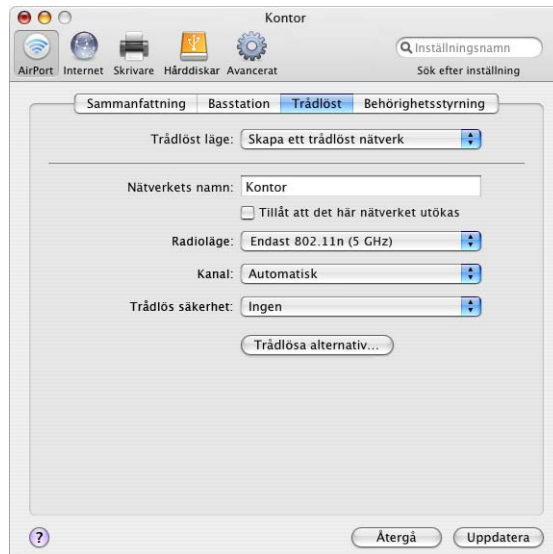 Kontor
AirPort Internet Skrivare Hårddiskar Avancerat
Inställningsnamn
Sök efter inställning
Sammanfattning Basstation Trådlöst Behörighetsstyrning
Trådlöst läge: Skapa ett trådlöst nätverk
Nätverkets namn: Kontor
Tillåt att det här nätverket utökas
Radioläge: Endast 802.11n (5 GHz)
Kanal: Automatisk
Trådlös säkerhet: Ingen
Trådlösa alternativ...
? Återgå Uppdatera